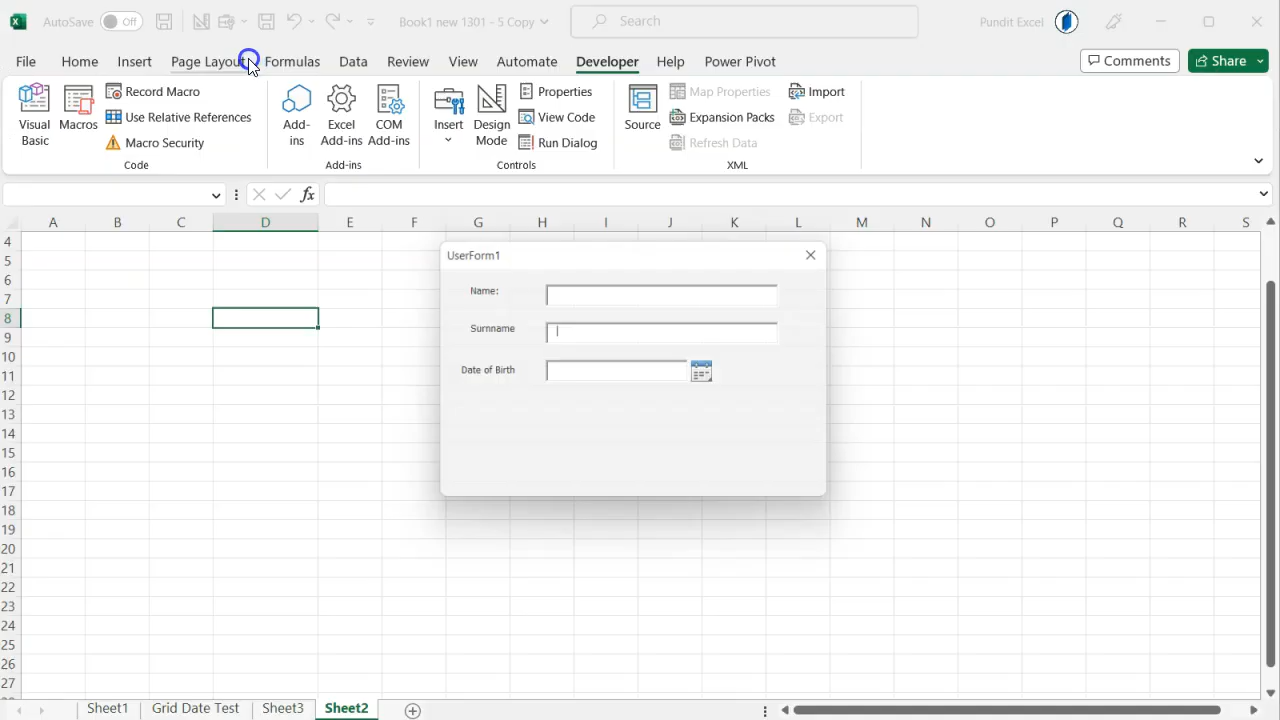 AutoSave Off Book1 new 1301 - S Copy Search Pundit Excel
File Home Insert Page Layout Formulas Data Review View Automate Developer Help Power Pivot Comments Share
Visual Basic
Macros
Record Macro
Use Relative References
Macro Security
Code
Add-ins
Excel Add-ins
COM Add-ins
Add-ins
Insert
Design Mode
Properties
View Code
Run Dialog
Controls
Source
Map Properties
Expansion Packs
Refresh Data
Import
Export
XML
fx
A B C D E F G H I J K L M N O P Q R S
4
5
6
7
8
9
10
11
12
13
14
15
16
17
18
19
20
21
22
23
24
25
26
27
UserForm1
Name:
Surnname
Date of Birth
Sheet1 Grid Date Test Sheet3 Sheet2